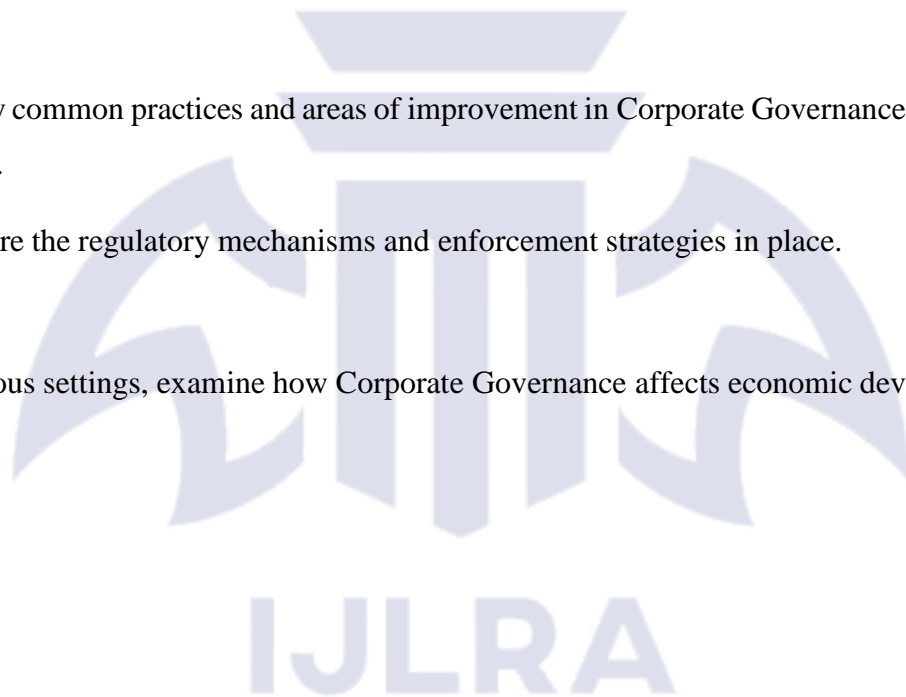 common practices and areas of improvement in Corporate Governance
.
re the regulatory mechanisms and enforcement strategies in place.
ous settings, examine how Corporate Governance affects economic dev
IJLRA